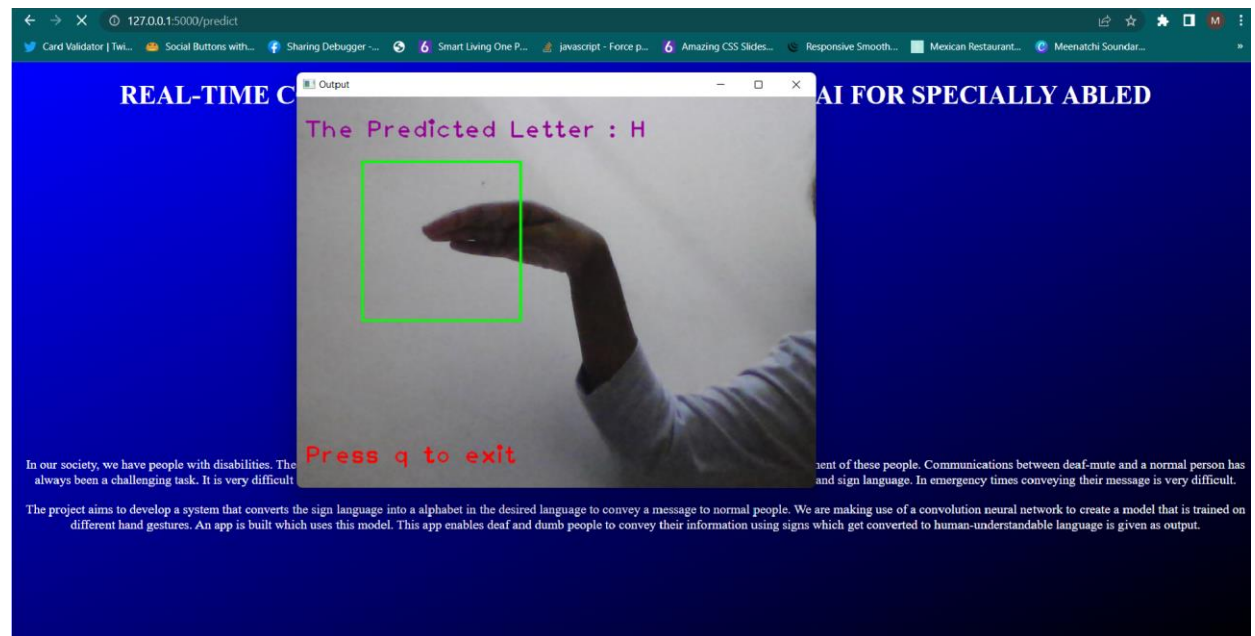 127.0.0.1:5000/predict
M
Card Validator | Twi...
Social Buttons with...
Sharing Debugger -...
Smart Living One P...
javascript - Force p...
Amazing CSS Slides...
Responsive Smooth...
Mexican Restaurant...
Meenatchi Soundar...
»
Output
REAL-TIME C
AI FOR SPECIALLY ABLED
The Predicted Letter : H
Press q to exit
In our society, we have people with disabilities. The
nent of these people. Communications between deaf-mute and a normal person has
always been a challenging task. It is very difficult
and sign language. In emergency times conveying their message is very difficult.
The project aims to develop a system that converts the sign language into a alphabet in the desired language to convey a message to normal people. We are making use of a convolution neural network to create a model that is trained on
different hand gestures. An app is built which uses this model. This app enables deaf and dumb people to convey their information using signs which get converted to human-understandable language is given as output.